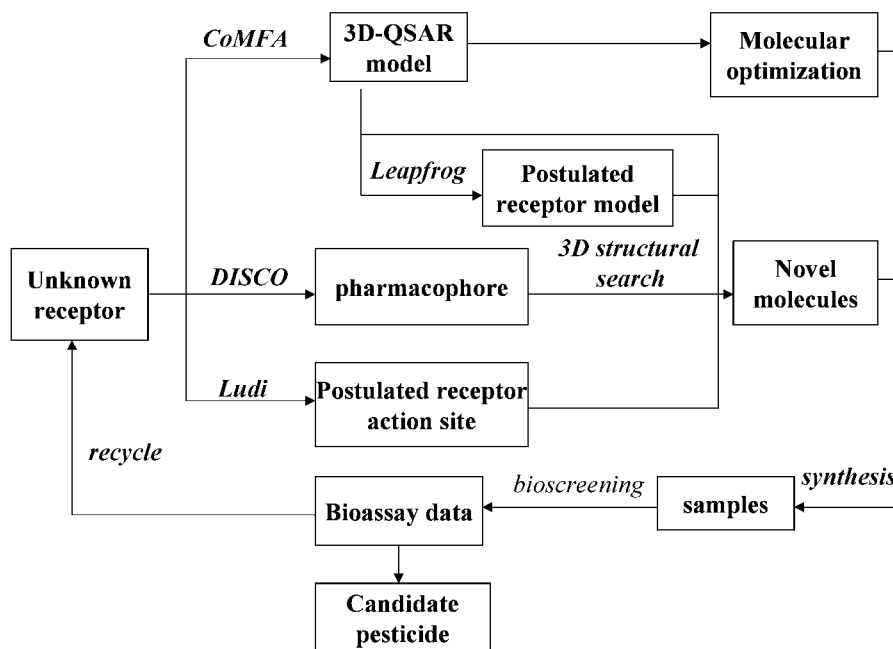 CoMFA
3D-QSAR
model
Molecular
optimization
Leapfrog
Postulated
receptor model
Unknown
receptor
DISCO
pharmacophore
3D structural
search
Novel
molecules
Ludi
Postulated receptor
action site
recycle
Bioassay data
bioscreening
samples
synthesis
Candidate
pesticide